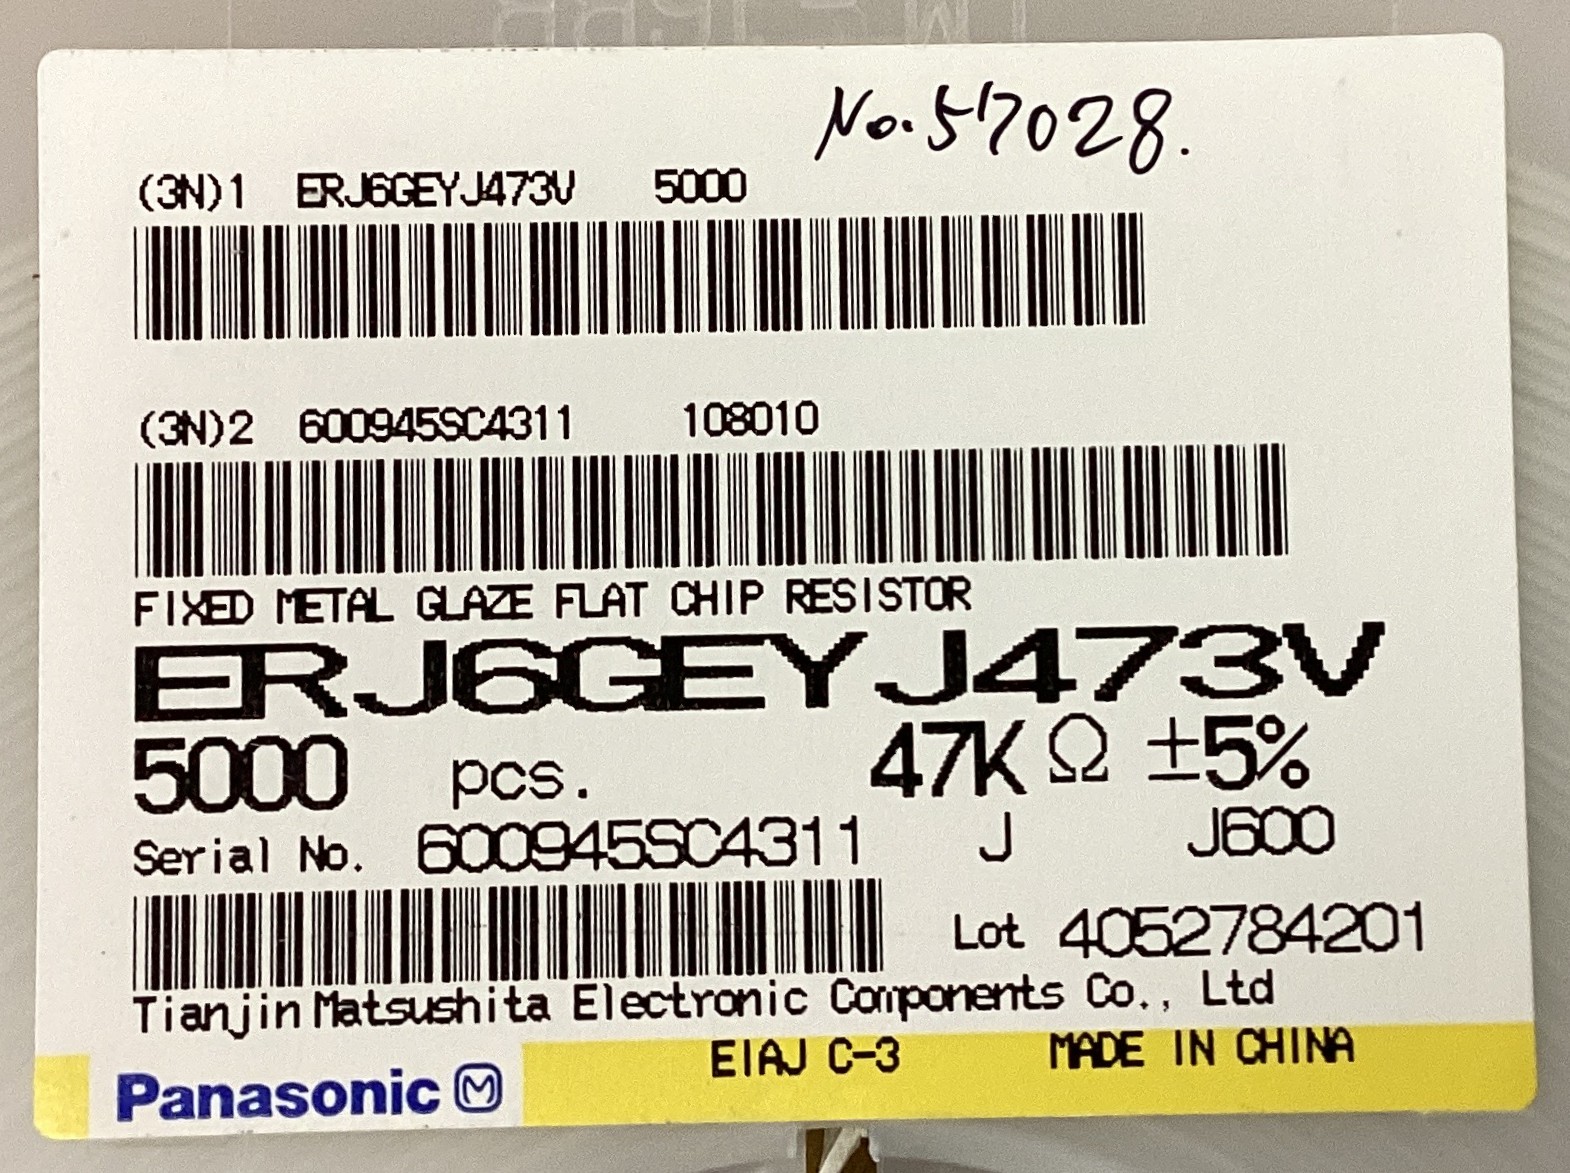 No. 57028.
(3N)1 ERJ6GEYJ473V 5000
(3N)2 600945SC4311 108010
FIXED METAL GLAZE FLAT CHIP RESISTOR
ERJ6GEYJ473V
5000 pcs. 47KΩ ±5%
Serial No. 600945SC4311 J J600
Lot 4052784201
Tianjin Matsushita Electronic Components Co., Ltd
EIAJ C-3 MADE IN CHINA
Panasonic M